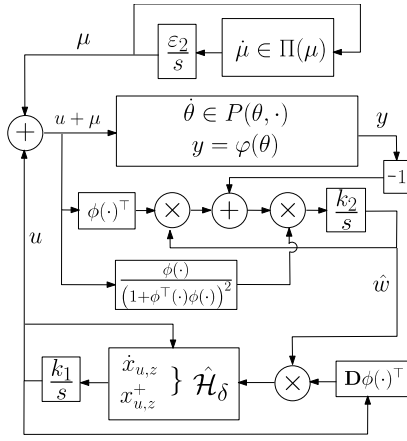 μ
ε₂/s
μ̇ ∈ Π(μ)
+
u + μ
θ̇ ∈ P(θ, ·)
y = φ(θ)
y
-1
ϕ(·)⊤
×
+
×
k₂/s
u
ϕ(·)/(1+ϕ⊤(·)ϕ(·))²
ŵ
k₁/s
ẋ_{u,z}
x⁺_{u,z}
} Ĥ_δ
×
Dϕ(·)⊤